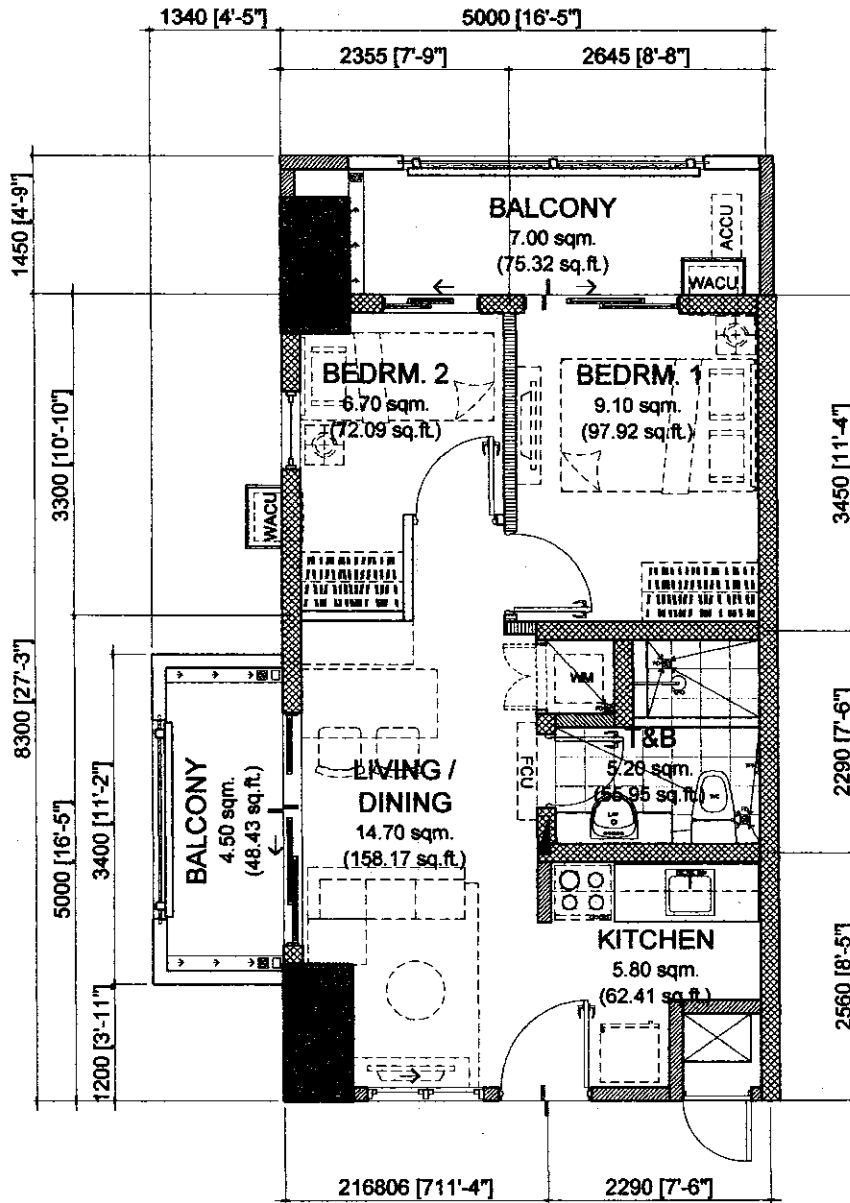 1340 [4'-5"]
5000 [16'-5"]
2355 [7'-9"]
2645 [8'-8"]
1450 [4'-9"]
BALCONY
7.00 sqm.
(75.32 sq.ft.)
ACCU
WACU
BEDRM. 2
6.70 sqm.
(72.09 sq.ft.)
BEDRM. 1
9.10 sqm.
(97.92 sq.ft.)
3300 [10'-10"]
3450 [11'-4"]
WACU
8300 [27'-3"]
WM
T&B
5.20 sqm.
(55.95 sq.ft.)
2290 [7'-6"]
FCU
LIVING /
DINING
14.70 sqm.
(158.17 sq.ft.)
BALCONY
4.50 sqm.
(48.43 sq.ft.)
3400 [11'-2"]
5000 [16'-5"]
KITCHEN
5.80 sqm.
(62.41 sq.ft.)
2560 [8'-5"]
1200 [3'-11"]
216806 [711'-4"]
2290 [7'-6"]